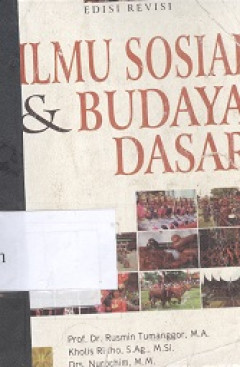 EDISI REVISI
ILMU SOSIAL
& BUDAYA
DASAR
Prof. Dr. Rusmin Tumanggor, M.A.
Kholis Ridho, S.Ag., M.Si.
Drs. Nurochim, M.M.